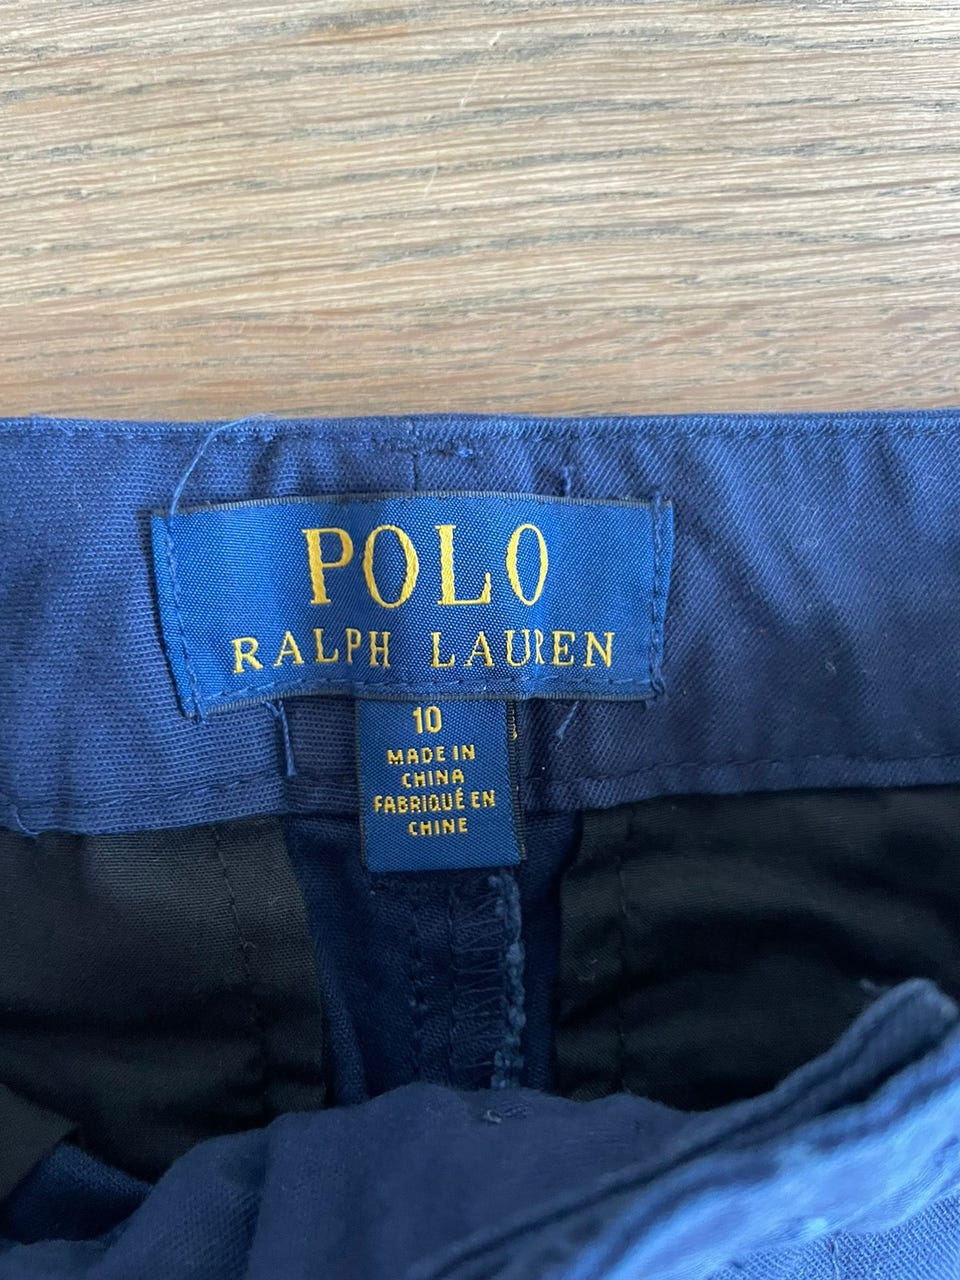 POLO
RALPH LAUREN
10
MADE IN
CHINA
FABRIQUÉ EN
CHINE